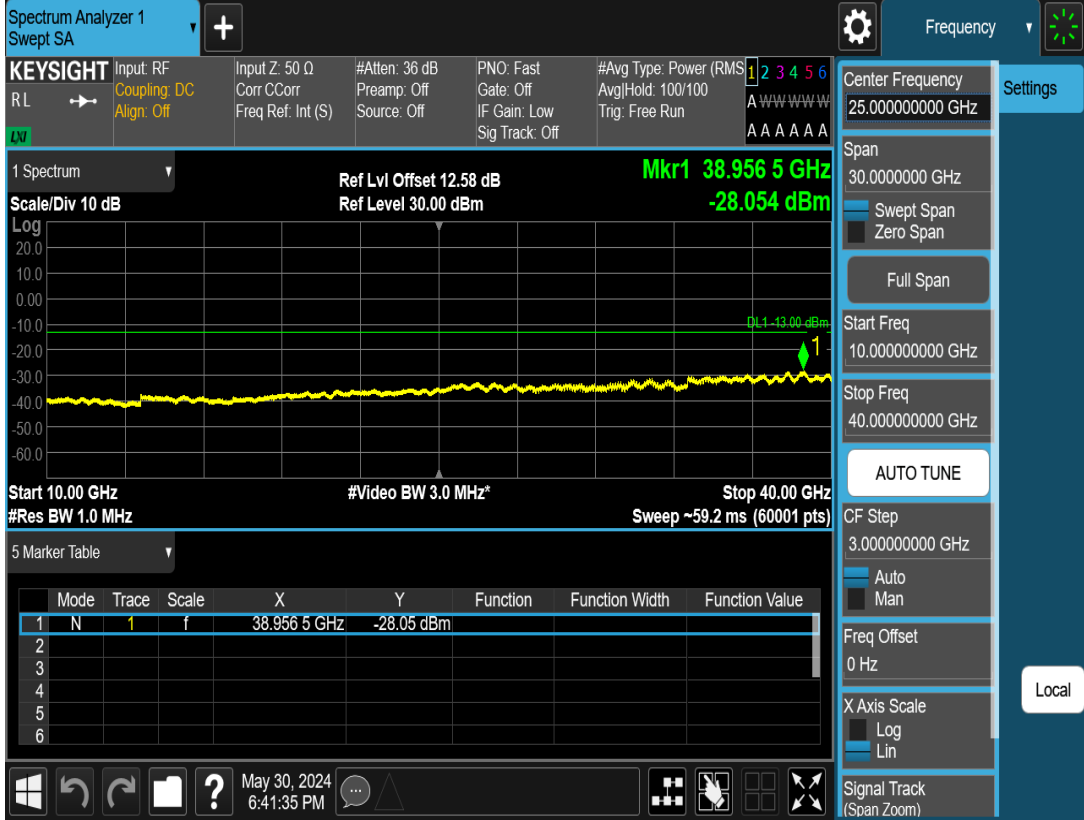 Spectrum Analyzer 1
Swept SA
+
Frequency
KEYSIGHT
R L
LXI
Input: RF
Coupling: DC
Align: Off
Input Z: 50 Ω
Corr CCorr
Freq Ref: Int (S)
#Atten: 36 dB
Preamp: Off
Source: Off
PNO: Fast
Gate: Off
IF Gain: Low
Sig Track: Off
#Avg Type: Power (RMS
Avg|Hold: 100/100
Trig: Free Run
1 2 3 4 5 6
A W W W W W
A A A A A A
1 Spectrum
Scale/Div 10 dB
Ref Lvl Offset 12.58 dB
Ref Level 30.00 dBm
Mkr1 38.956 5 GHz
-28.054 dBm
Log
20.0
10.0
0.00
-10.0
-20.0
-30.0
-40.0
-50.0
-60.0
DL1 -13.00 dBm
1
Start 10.00 GHz
#Video BW 3.0 MHz*
Stop 40.00 GHz
#Res BW 1.0 MHz
Sweep ~59.2 ms (60001 pts)
5 Marker Table
Mode Trace Scale X Y Function Function Width Function Value
1 N 1 f 38.956 5 GHz -28.05 dBm
2
3
4
5
6
May 30, 2024
6:41:35 PM
?
Center Frequency
25.000000000 GHz
Span
30.0000000 GHz
Swept Span
Zero Span
Full Span
Start Freq
10.000000000 GHz
Stop Freq
40.000000000 GHz
AUTO TUNE
CF Step
3.000000000 GHz
Auto
Man
Freq Offset
0 Hz
X Axis Scale
Log
Lin
Signal Track
(Span Zoom)
Settings
Local